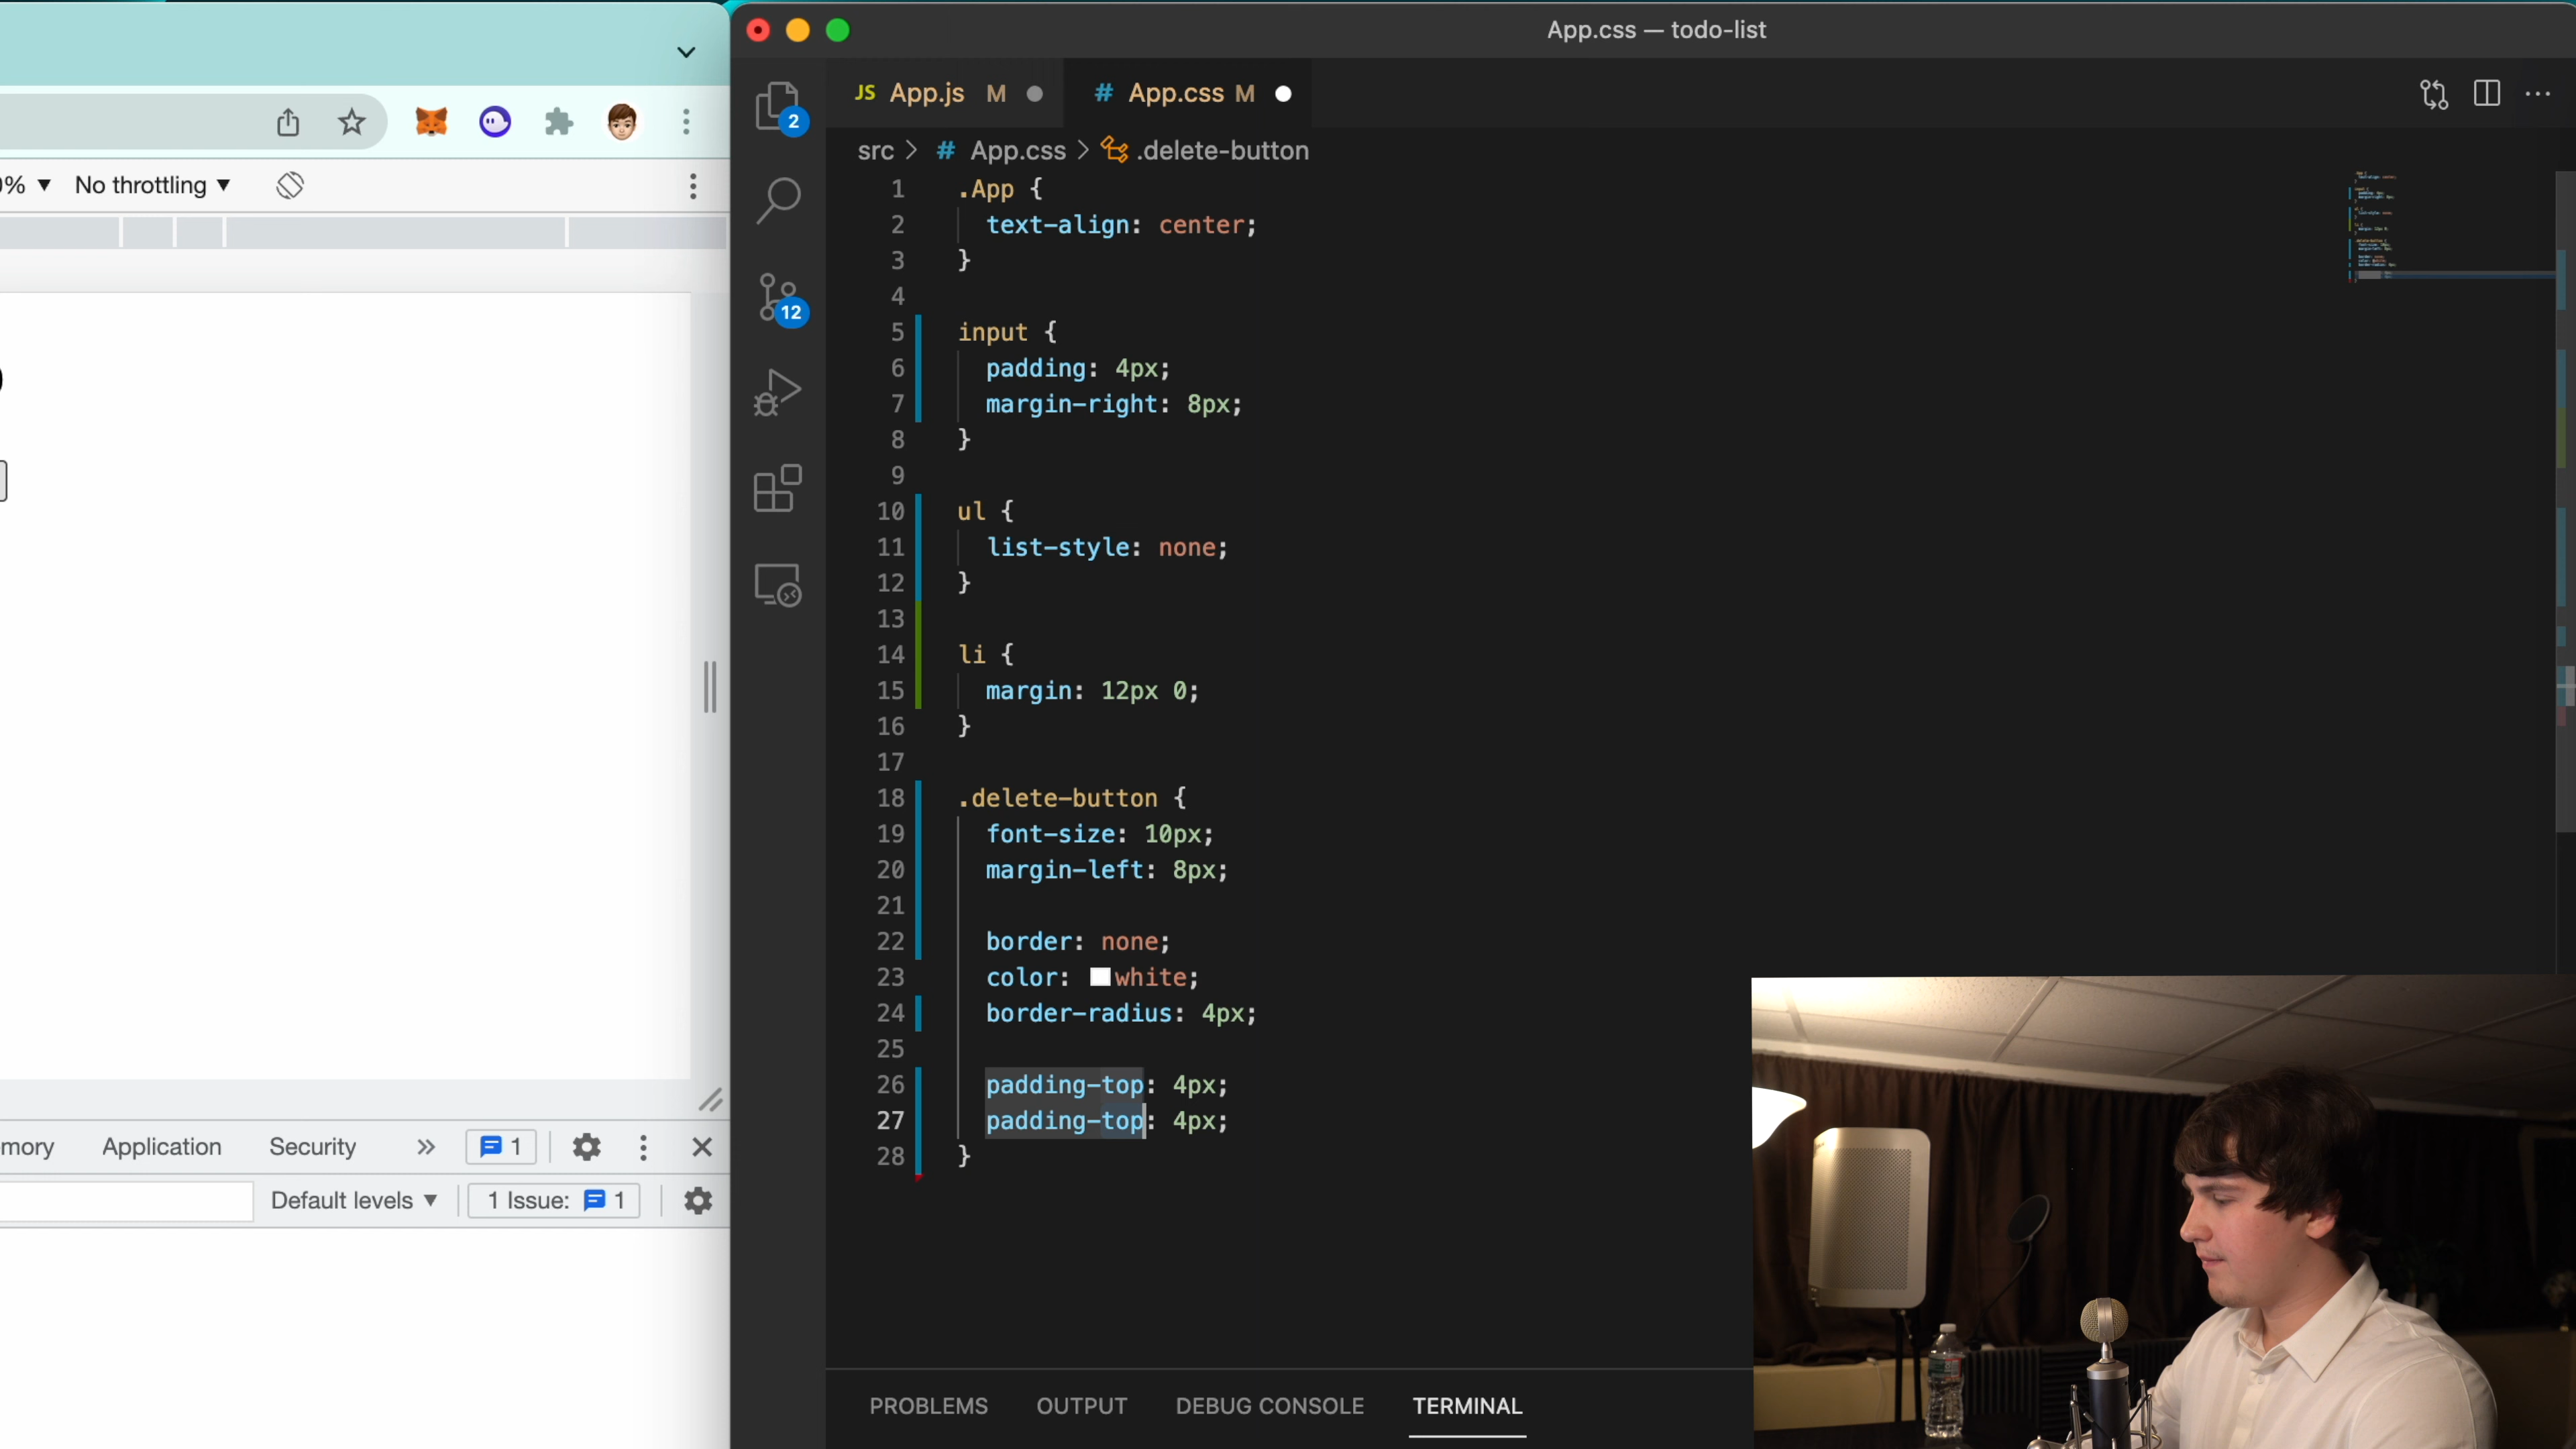 App.css — todo-list
JS App.js M
# App.css M
2
% ▼ No throttling ▼
src > # App.css > .delete-button
12
1 .App {
2 text-align: center;
3 }
4
5 input {
6 padding: 4px;
7 margin-right: 8px;
8 }
9
10 ul {
11 list-style: none;
12 }
13
14 li {
15 margin: 12px 0;
16 }
17
18 .delete-button {
19 font-size: 10px;
20 margin-left: 8px;
21
22 border: none;
23 color: white;
24 border-radius: 4px;
25
26 padding-top: 4px;
27 padding-top: 4px;
28 }
mory Application Security » 1
Default levels ▼ 1 Issue: 1
PROBLEMS OUTPUT DEBUG CONSOLE TERMINAL